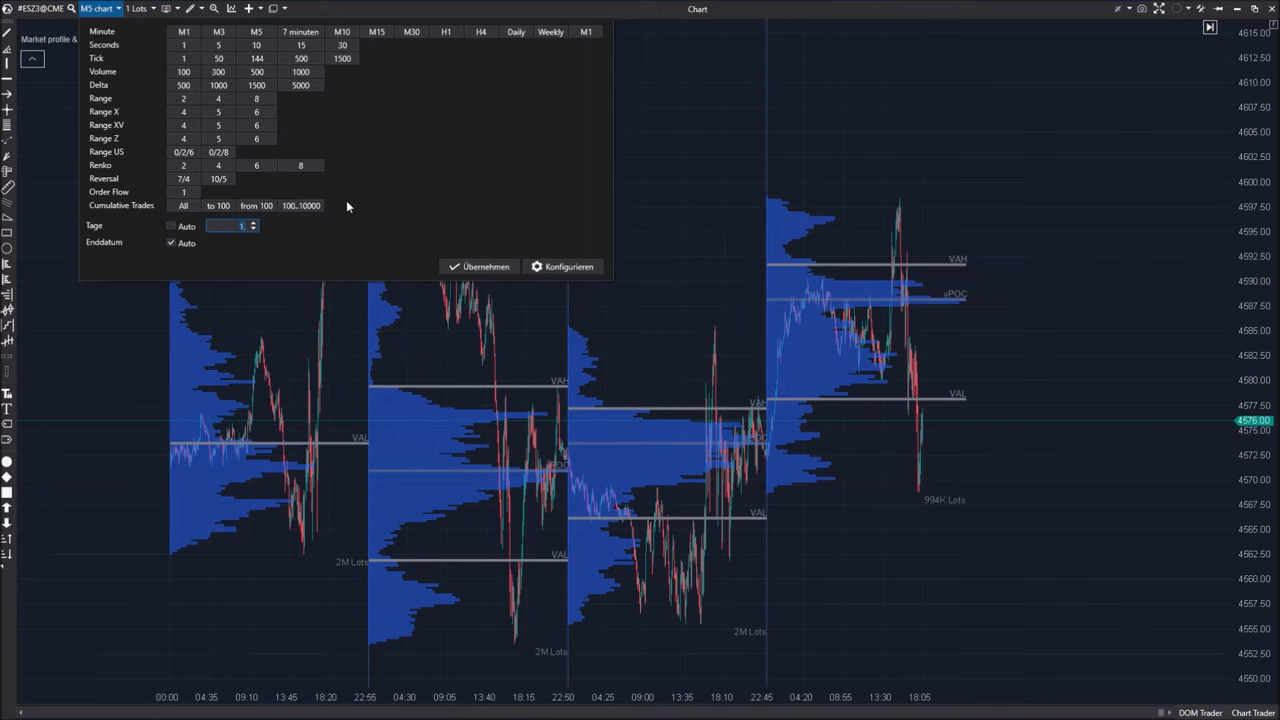 #ESZ3@CME M5 chart 1 Lots Chart
Market profile &
Minute M1 M3 M5 7 minuten M10 M15 M30 H1 H4 Daily Weekly M1
Seconds 1 5 10 15 30
Tick 1 50 144 500 1500
Volume 100 300 500 1000
Delta 500 1000 1500 5000
Range 2 4 8
Range X 4 5 6
Range XV 4 5 6
Range Z 4 5 6
Range US 0/2/6 0/2/8
Renko 2 4 6 8
Reversal 7/4 10/5
Order Flow 1
Cumulative Trades All to 100 from 100 100..10000
Tage Auto 1
Enddatum Auto
Übernehmen Konfigurieren
4615.00
4612.50
4610.00
4607.50
4605.00
4602.50
4600.00
4597.50
4595.00
4592.50
4590.00
4587.50
4585.00
4582.50
4580.00
4577.50
4576.00
4575.00
4572.50
4570.00
4567.50
4565.00
4562.50
4560.00
4557.50
4555.00
4552.50
4550.00
VAH
vPOC
VAL
994K Lots
VAH
VAL
2M Lots
VAH
VAL
2M Lots
VAL
2M Lots
00:00 04:35 09:10 13:45 18:20 22:55 04:30 09:05 13:40 18:15 22:50 04:25 09:00 13:35 18:10 22:45 04:20 08:55 13:30 18:05
DOM Trader Chart Trader